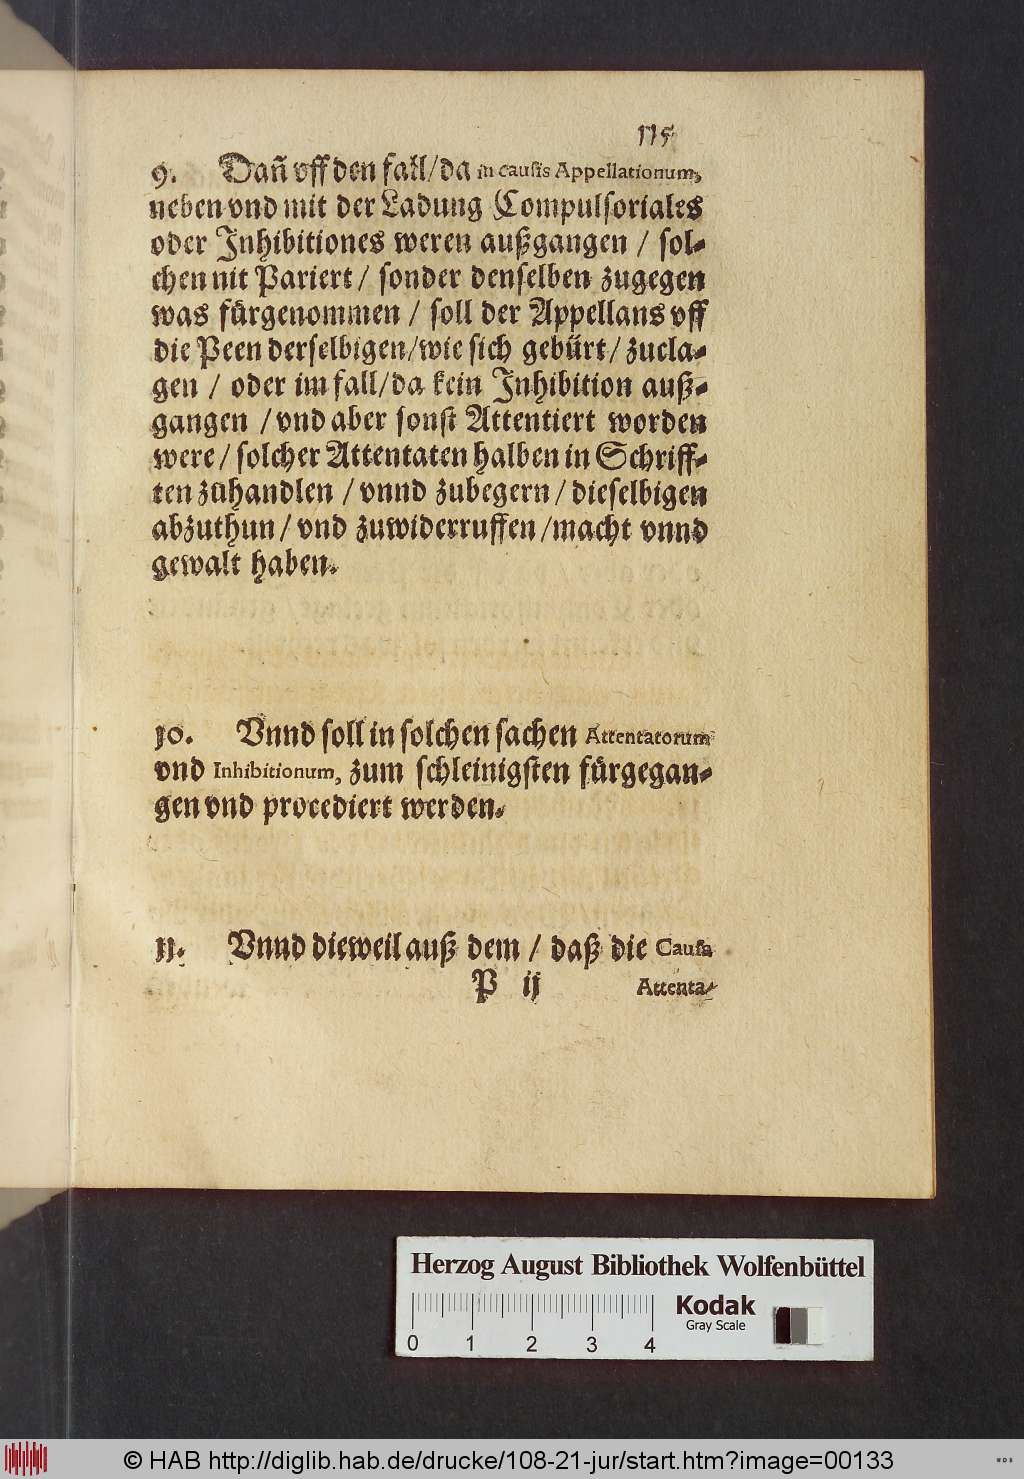 115
9. Dañ vff den fall/da in causis Appellationum,
neben vnd mit der Ladung Compulsoriales
oder Inhibitiones weren außgangen / sol-
chen nit Pariert / sonder denselben zugegen
was fürgenommen / soll der Appellans vff
die Peen derselbigen/wie sich gebürt / zucla-
gen / oder im fall/da kein Inhibition auß-
gangen / vnd aber sonst Attentiert worden
were / solcher Attentaten halben in Schriff-
ten zuhandlen / vnnd zubegern / dieselbigen
abzuthun / vnd zuwiderruffen /macht vnnd
gewalt haben.
10. Vnnd soll in solchen sachen Attentatorum
vnd Inhibitionum, zum schleinigsten fürgegan-
gen vnd procediert werden.
11. Vnnd dieweil auß dem / daß die Causa
P ij Attenta-
Herzog August Bibliothek Wolfenbüttel
Kodak
Gray Scale
0 1 2 3 4
© HAB http://diglib.hab.de/drucke/108-21-jur/start.htm?image=00133